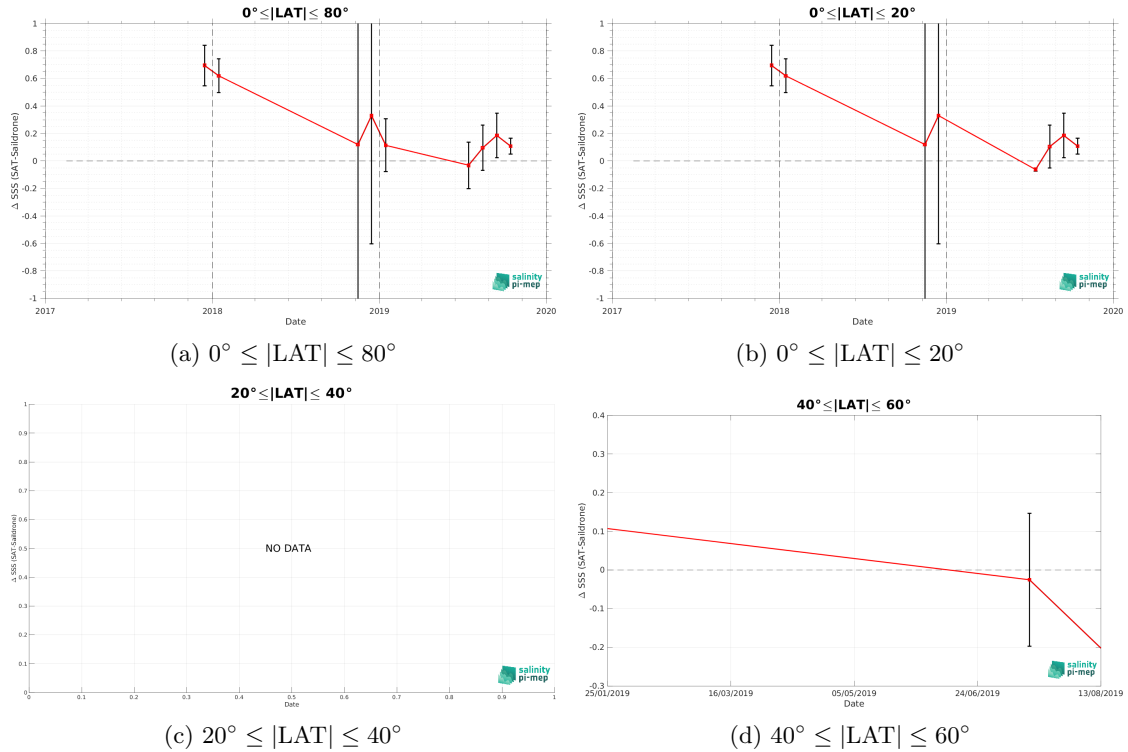 0°≤|LAT|≤ 80°
Δ SSS (SAT-Saildrone)
1
0.8
0.6
0.4
0.2
0
-0.2
-0.4
-0.6
-0.8
-1
2017
2018
2019
2020
Date
salinity
pi-mep
(a) 0° ≤ |LAT| ≤ 80°
0°≤|LAT|≤ 20°
Δ SSS (SAT-Saildrone)
1
0.8
0.6
0.4
0.2
0
-0.2
-0.4
-0.6
-0.8
-1
2017
2018
2019
2020
Date
salinity
pi-mep
(b) 0° ≤ |LAT| ≤ 20°
20°≤|LAT|≤ 40°
Δ SSS (SAT-Saildrone)
1
0.9
0.8
0.7
0.6
0.5
0.4
0.3
0.2
0.1
0
NO DATA
0
0.1
0.2
0.3
0.4
0.5
0.6
0.7
0.8
0.9
1
Date
salinity
pi-mep
(c) 20° ≤ |LAT| ≤ 40°
40°≤|LAT|≤ 60°
Δ SSS (SAT-Saildrone)
0.4
0.3
0.2
0.1
0
-0.1
-0.2
-0.3
25/01/2019
16/03/2019
05/05/2019
24/06/2019
13/08/2019
Date
salinity
pi-mep
(d) 40° ≤ |LAT| ≤ 60°